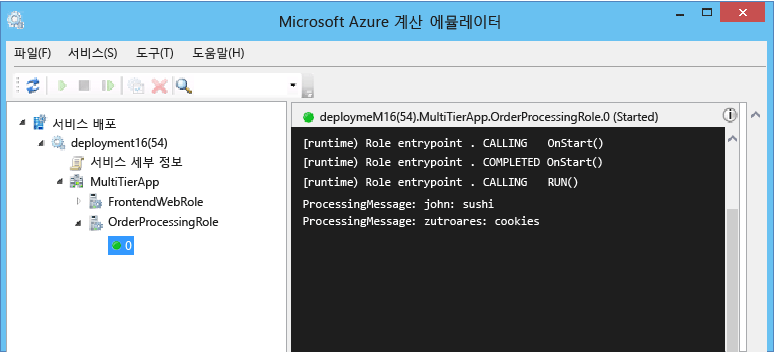 Microsoft Azure 계산 에뮬레이터
파일(F) 서비스(S) 도구(T) 도움말(H)
서비스 배포
deployment16(54)
서비스 세부 정보
MultiTierApp
FrontendWebRole
OrderProcessingRole
0
deploymeM16(54).MultiTierApp.OrderProcessingRole.0 (Started)
[runtime) Role entrypoint . CALLING OnStart()
[runtime) Role entrypoint . COMPLETED OnStart()
[runtime) Role entrypoint . CALLING RUN()
ProcessingMessage: john: sushi
ProcessingMessage: zutroares: cookies